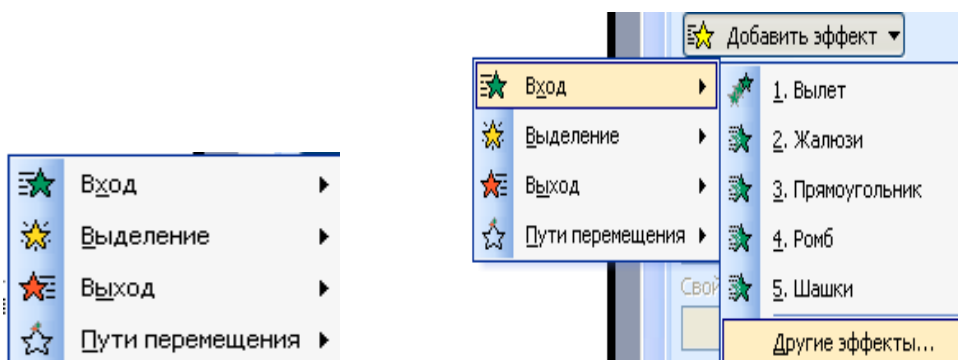 Вход
Выделение
Выход
Пути перемещения
Добавить эффект
Вход
Выделение
Выход
Пути перемещения
1. Вылет
2. Жалюзи
3. Прямоугольник
4. Ромб
5. Шашки
Другие эффекты...